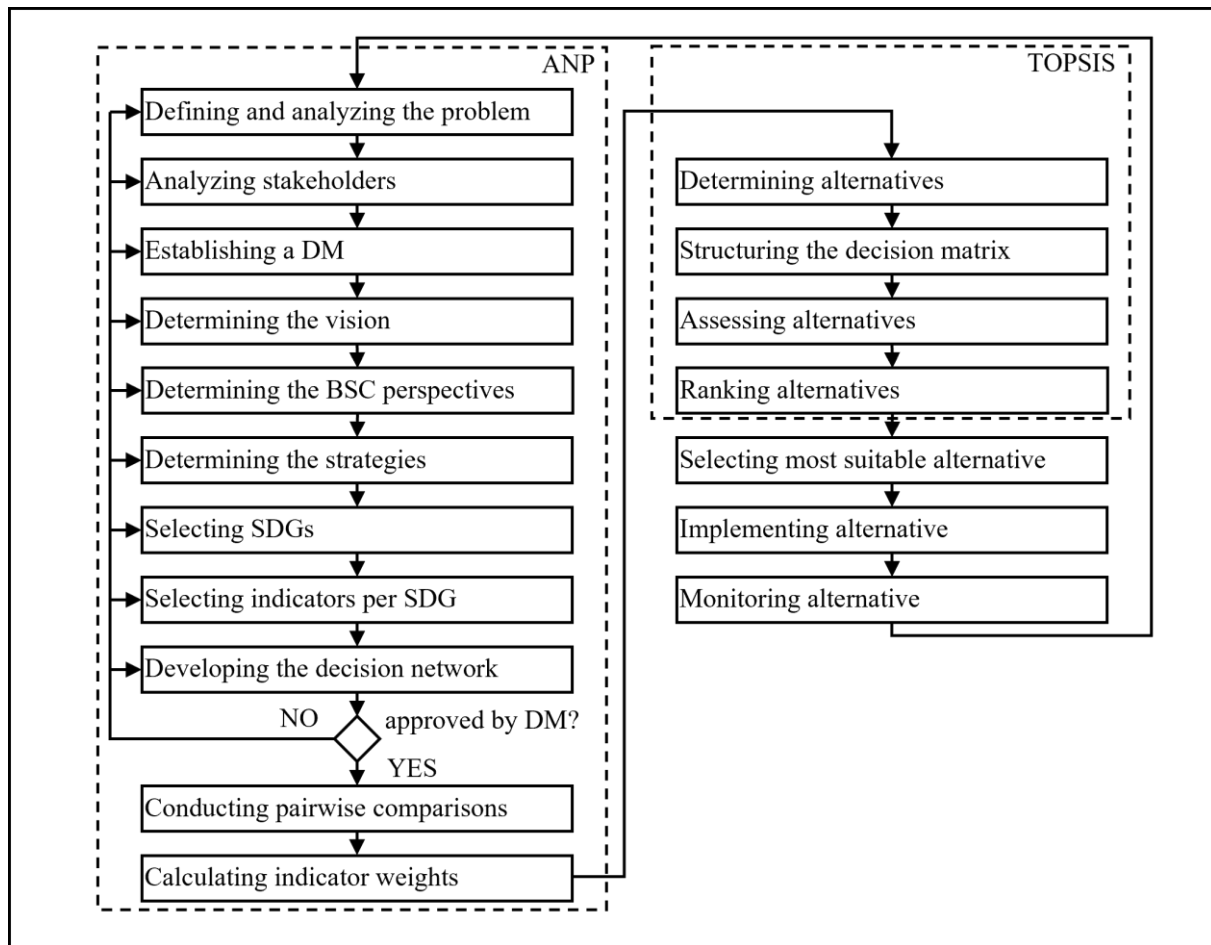 ANP
Defining and analyzing the problem
Analyzing stakeholders
Establishing a DM
Determining the vision
Determining the BSC perspectives
Determining the strategies
Selecting SDGs
Selecting indicators per SDG
Developing the decision network
NO
approved by DM?
YES
Conducting pairwise comparisons
Calculating indicator weights
TOPSIS
Determining alternatives
Structuring the decision matrix
Assessing alternatives
Ranking alternatives
Selecting most suitable alternative
Implementing alternative
Monitoring alternative